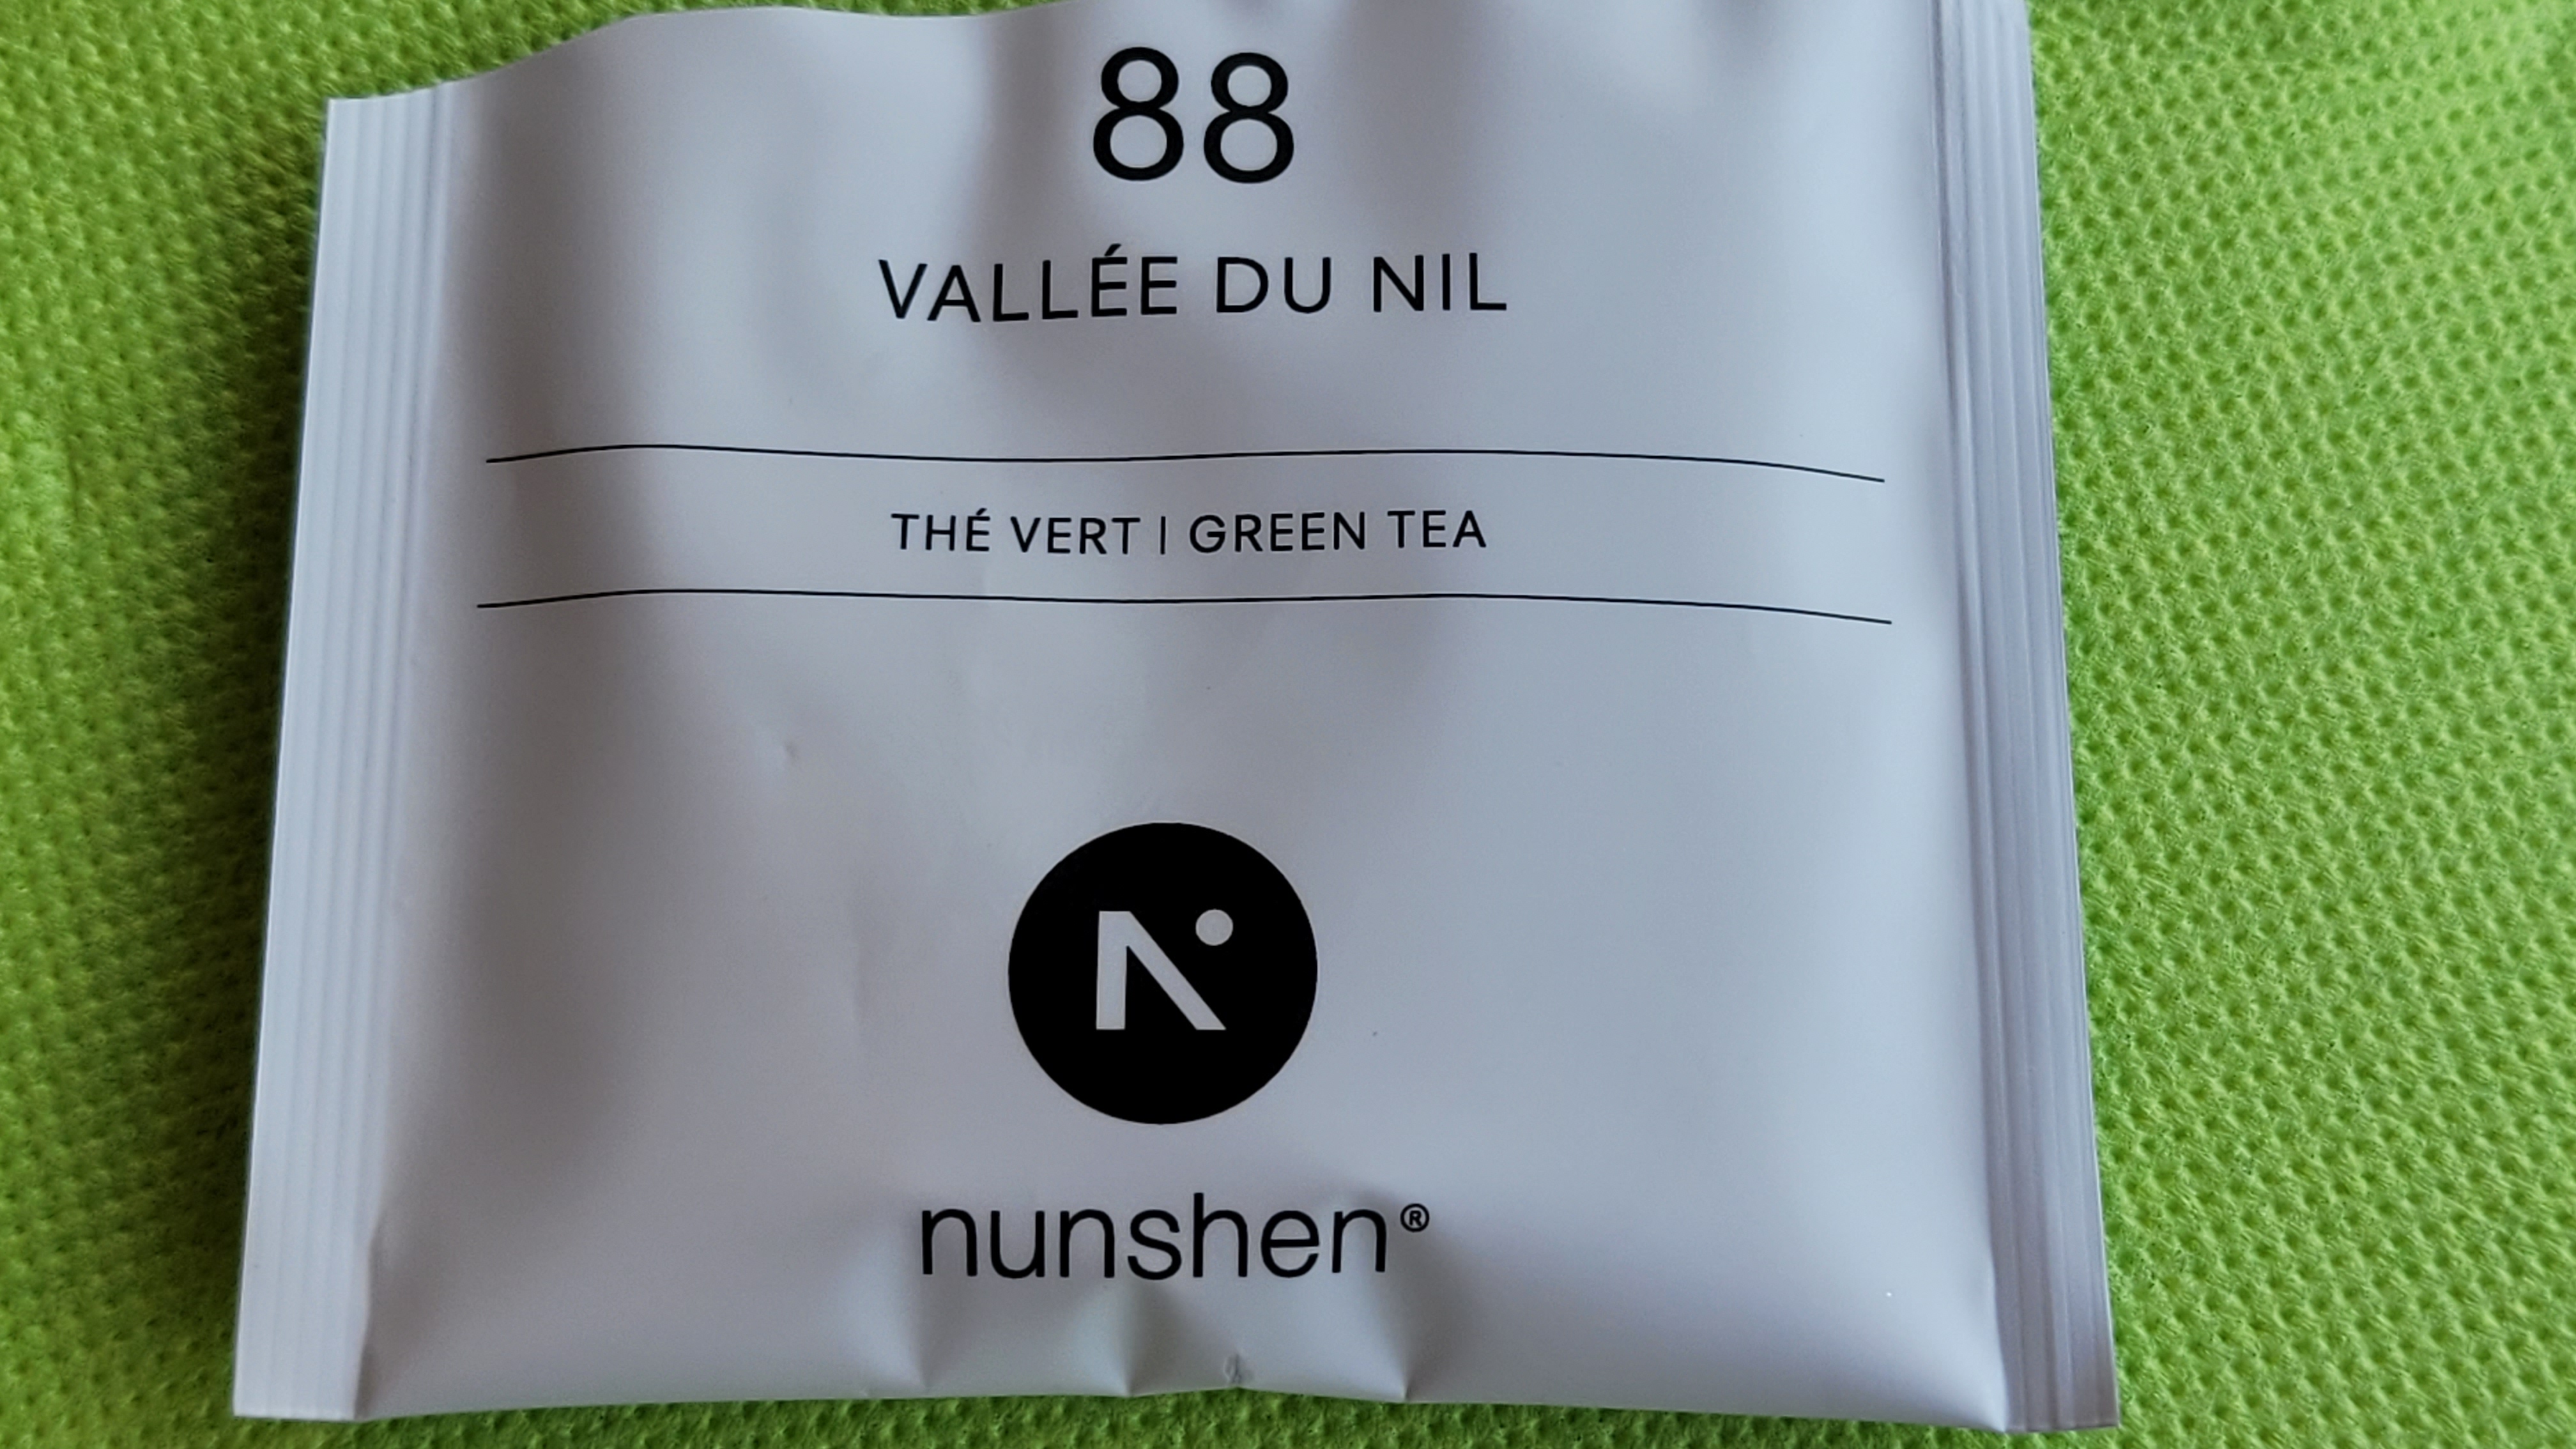 88
VALLÉE DU NIL
THÉ VERT | GREEN TEA
N
nunshen®